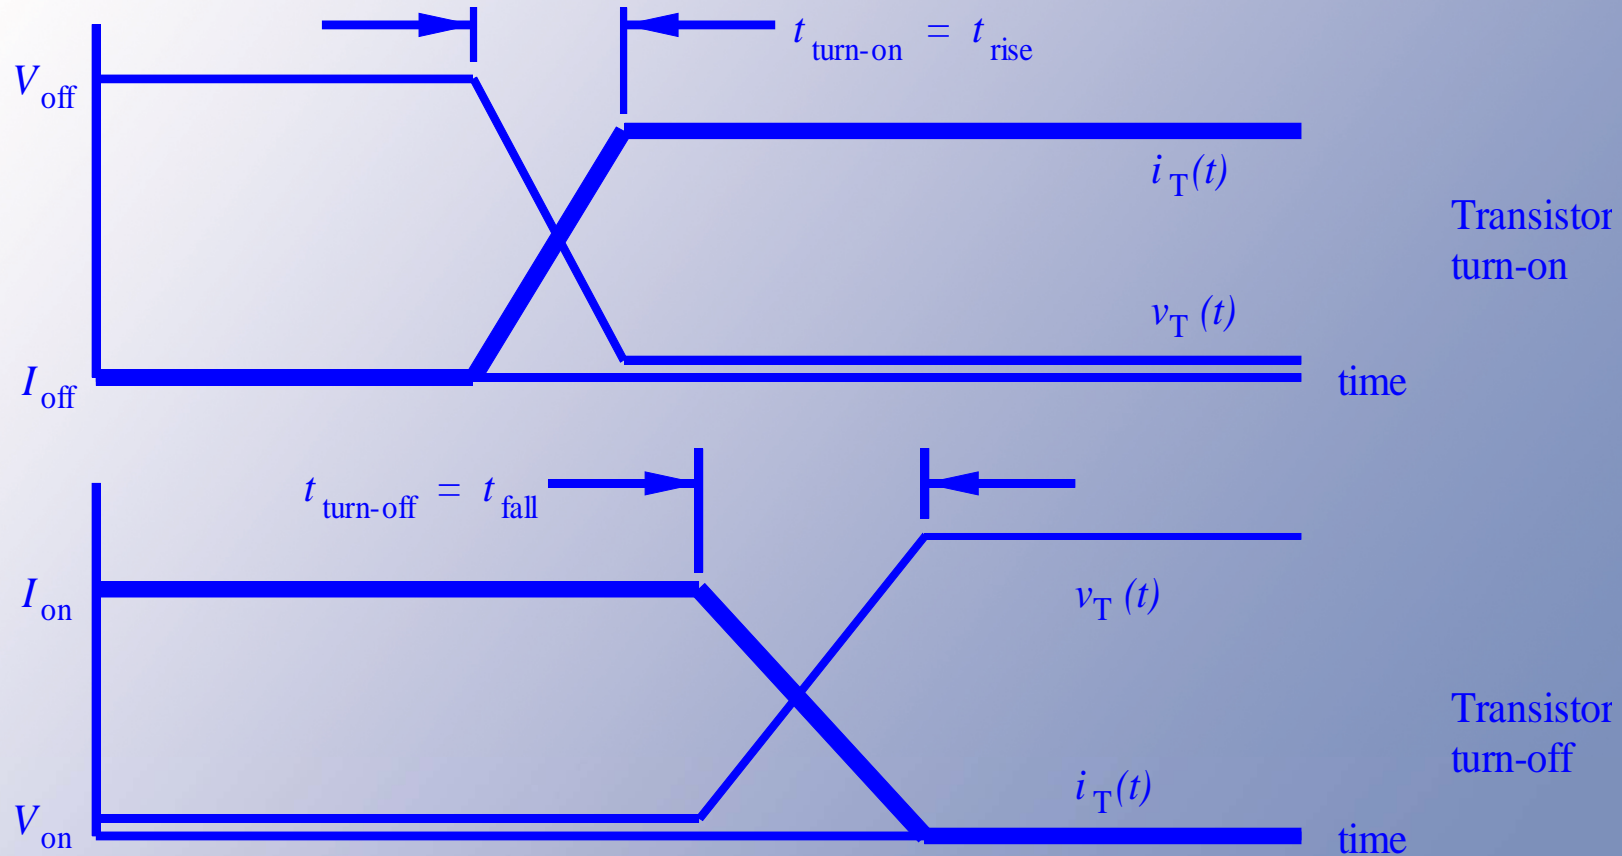 t turn-on = t rise
V off
i T(t)
Transistor
turn-on
v T (t)
I off
time
t turn-off = t fall
I on
v T (t)
Transistor
turn-off
i T(t)
V on
time